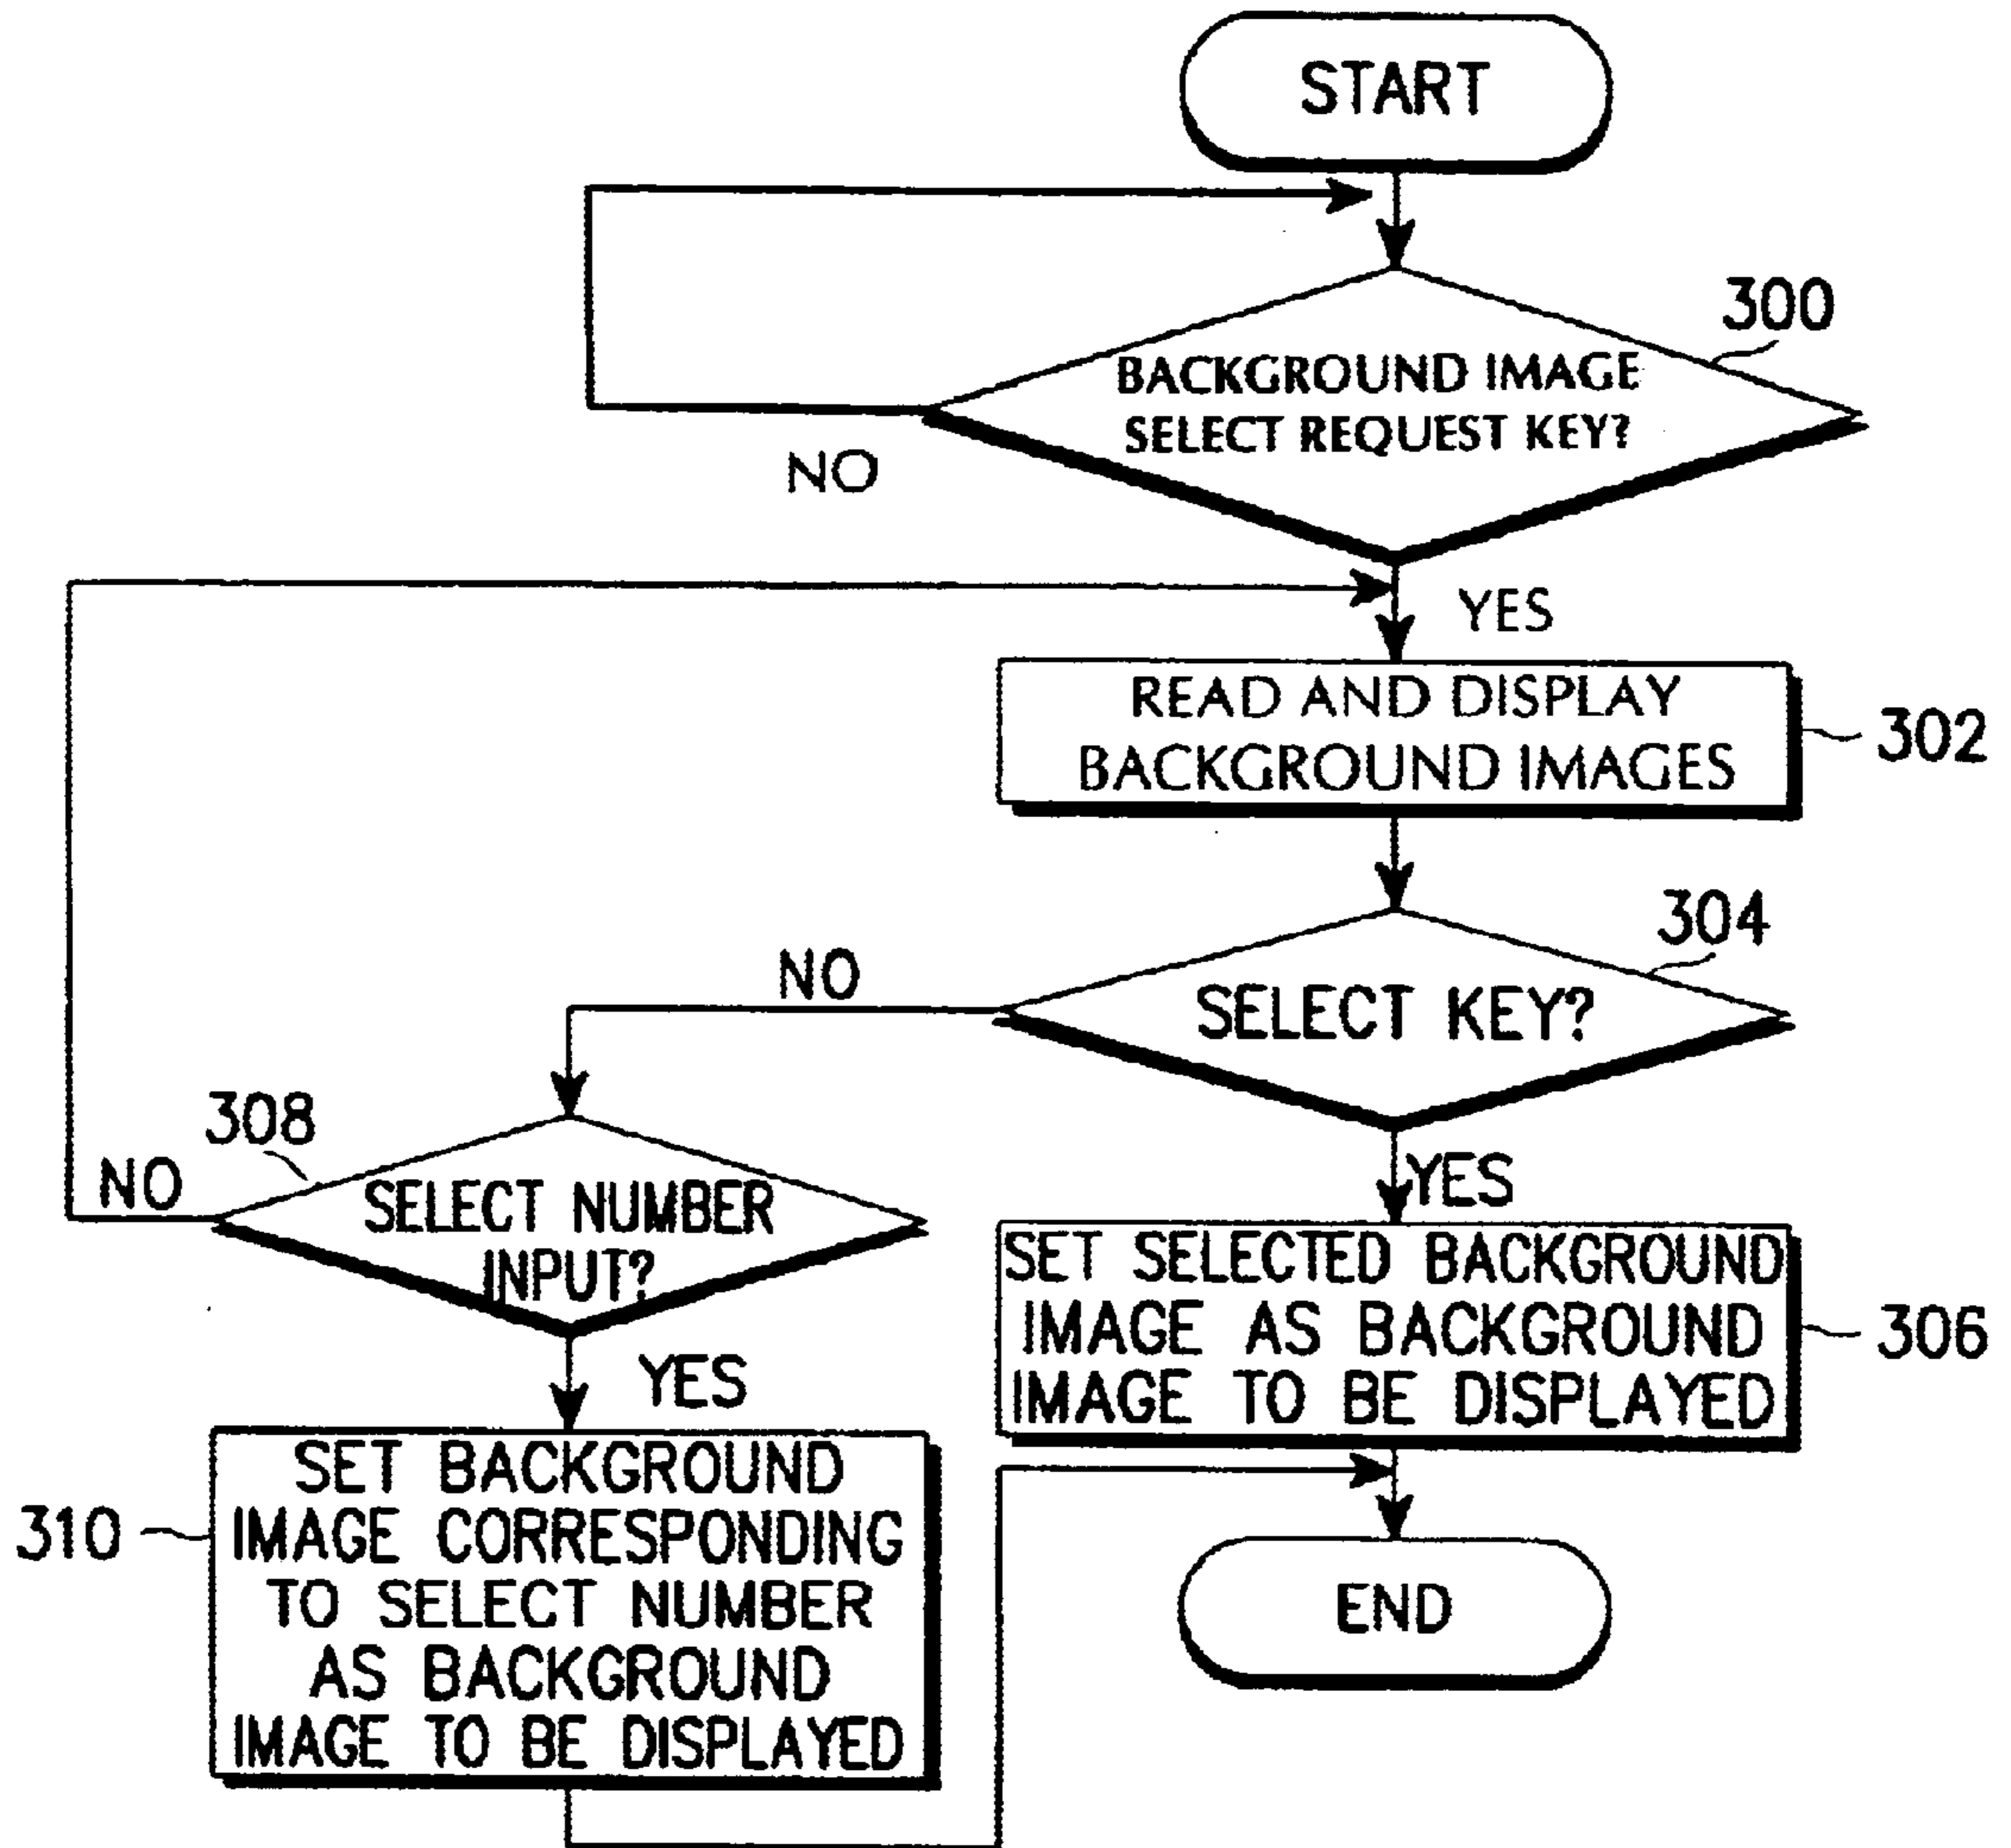 START
300
BACKGROUND IMAGE
SELECT REQUEST KEY?
NO
YES
READ AND DISPLAY
BACKGROUND IMAGES
302
304
NO
SELECT KEY?
308
NO
SELECT NUMBER
INPUT?
YES
SET SELECTED BACKGROUND
IMAGE AS BACKGROUND
IMAGE TO BE DISPLAYED
306
YES
310
SET BACKGROUND
IMAGE CORRESPONDING
TO SELECT NUMBER
AS BACKGROUND
IMAGE TO BE DISPLAYED
END